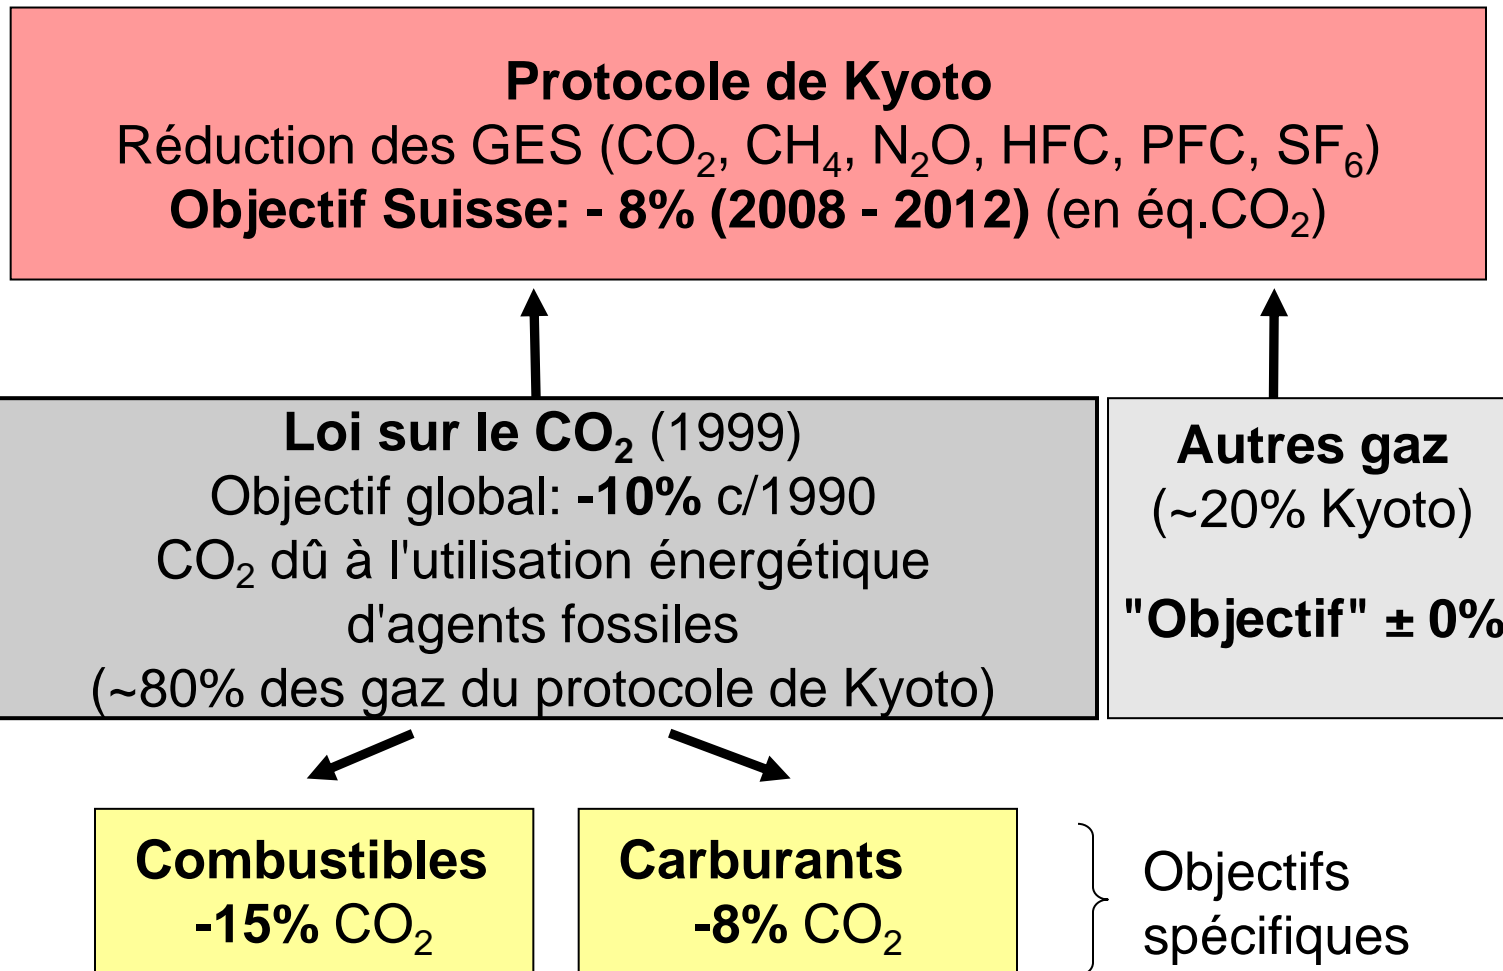 Protocole de Kyoto
Réduction des GES (CO₂, CH₄, N₂O, HFC, PFC, SF₆)
Objectif Suisse: - 8% (2008 - 2012) (en éq.CO₂)
Loi sur le CO₂ (1999)
Objectif global: -10% c/1990
CO₂ dû à l'utilisation énergétique
d'agents fossiles
(~80% des gaz du protocole de Kyoto)
Autres gaz
(~20% Kyoto)
"Objectif" ± 0%
Combustibles
-15% CO₂
Carburants
-8% CO₂
Objectifs
spécifiques